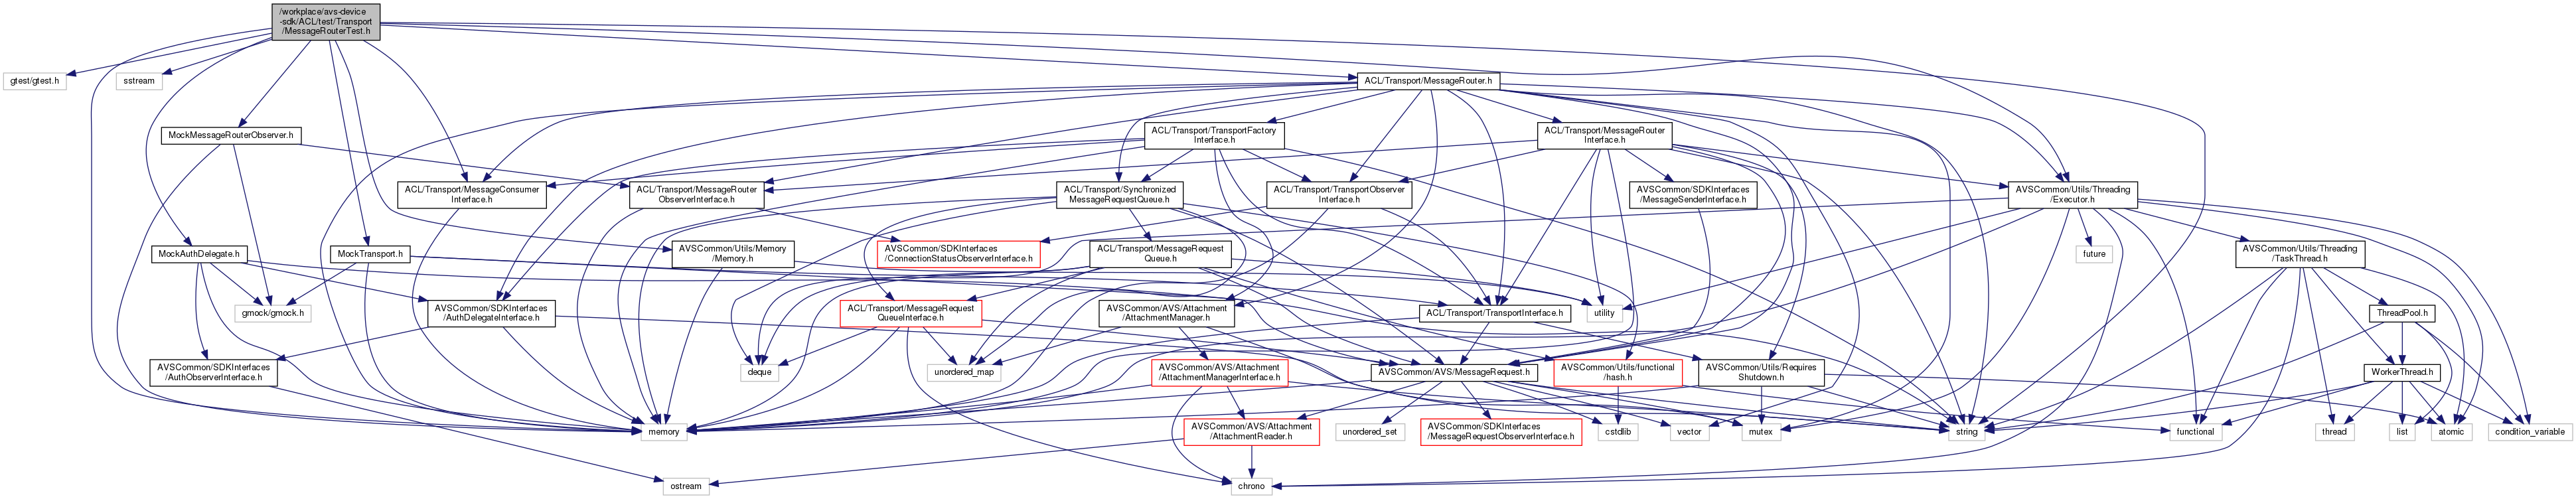 /workplace/avs-device
-sdk/ACL/test/Transport
/MessageRouterTest.h
gtest/gtest.h
sstream
ACL/Transport/MessageRouter.h
MockMessageRouterObserver.h
ACL/Transport/TransportFactory
Interface.h
ACL/Transport/MessageRouter
Interface.h
ACL/Transport/MessageConsumer
Interface.h
ACL/Transport/MessageRouter
ObserverInterface.h
ACL/Transport/Synchronized
MessageRequestQueue.h
ACL/Transport/TransportObserver
Interface.h
AVSCommon/SDKInterfaces
/MessageSenderInterface.h
AVSCommon/Utils/Threading
/Executor.h
MockAuthDelegate.h
MockTransport.h
AVSCommon/Utils/Memory
/Memory.h
AVSCommon/SDKInterfaces
/ConnectionStatusObserverInterface.h
ACL/Transport/MessageRequest
Queue.h
future
AVSCommon/Utils/Threading
/TaskThread.h
gmock/gmock.h
AVSCommon/SDKInterfaces
/AuthDelegateInterface.h
ACL/Transport/MessageRequest
QueueInterface.h
AVSCommon/AVS/Attachment
/AttachmentManager.h
ACL/Transport/TransportInterface.h
utility
ThreadPool.h
AVSCommon/SDKInterfaces
/AuthObserverInterface.h
deque
unordered_map
AVSCommon/AVS/Attachment
/AttachmentManagerInterface.h
AVSCommon/AVS/MessageRequest.h
AVSCommon/Utils/functional
/hash.h
AVSCommon/Utils/Requires
Shutdown.h
WorkerThread.h
memory
AVSCommon/AVS/Attachment
/AttachmentReader.h
unordered_set
AVSCommon/SDKInterfaces
/MessageRequestObserverInterface.h
cstdlib
vector
mutex
string
functional
thread
list
atomic
condition_variable
ostream
chrono